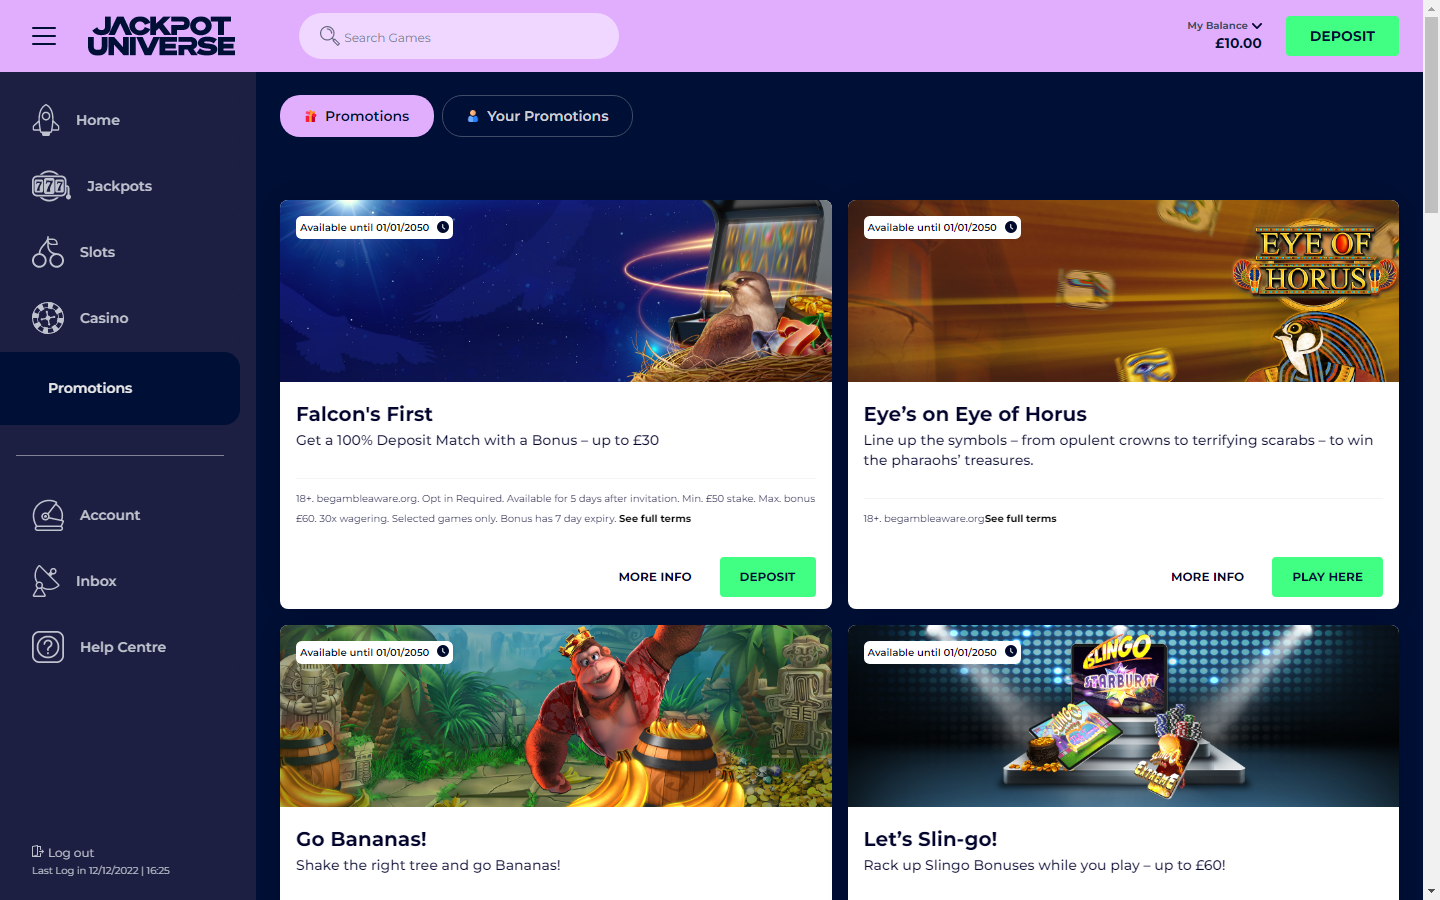 JACKPOT
UNIVERSE
Search Games
My Balance
£10.00
DEPOSIT
Home
Jackpots
Slots
Casino
Promotions
Account
Inbox
Help Centre
Log out
Last Log in 12/12/2022 | 16:25
Promotions
Your Promotions
Available until 01/01/2050
Falcon's First
Get a 100% Deposit Match with a Bonus – up to £30
18+. begambleaware.org. Opt in Required. Available for 5 days after invitation. Min. £50 stake. Max. bonus
£60. 30x wagering. Selected games only. Bonus has 7 day expiry. See full terms
MORE INFO
DEPOSIT
Available until 01/01/2050
EYE OF
HORUS
Eye’s on Eye of Horus
Line up the symbols – from opulent crowns to terrifying scarabs – to win
the pharaohs’ treasures.
18+. begambleaware.orgSee full terms
MORE INFO
PLAY HERE
Available until 01/01/2050
Go Bananas!
Shake the right tree and go Bananas!
Available until 01/01/2050
SLINGO
STARBURST
SLINGO
EXTREME
Let’s Slin-go!
Rack up Slingo Bonuses while you play – up to £60!